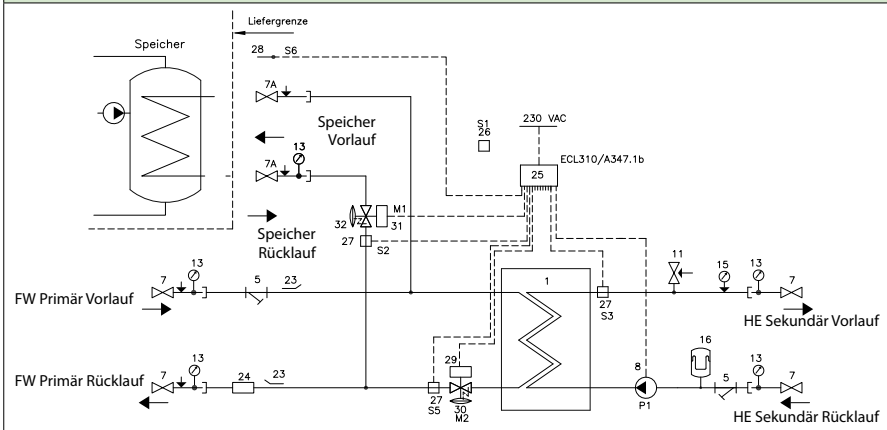 Liefergrenze
Speicher
28 S6
7A
Speicher
Vorlauf
S1
26
230 VAC
ECL310/A347.1b
25
13
7A
M1
32 31
Speicher
Rücklauf
27 S2
13
7
5
23
1
11
15
13
7
27
S3
FW Primär Vorlauf
HE Sekundär Vorlauf
13
7
24
23
29
8
16
13
7
5
FW Primär Rücklauf
27
S5
30
M2
P1
HE Sekundär Rücklauf